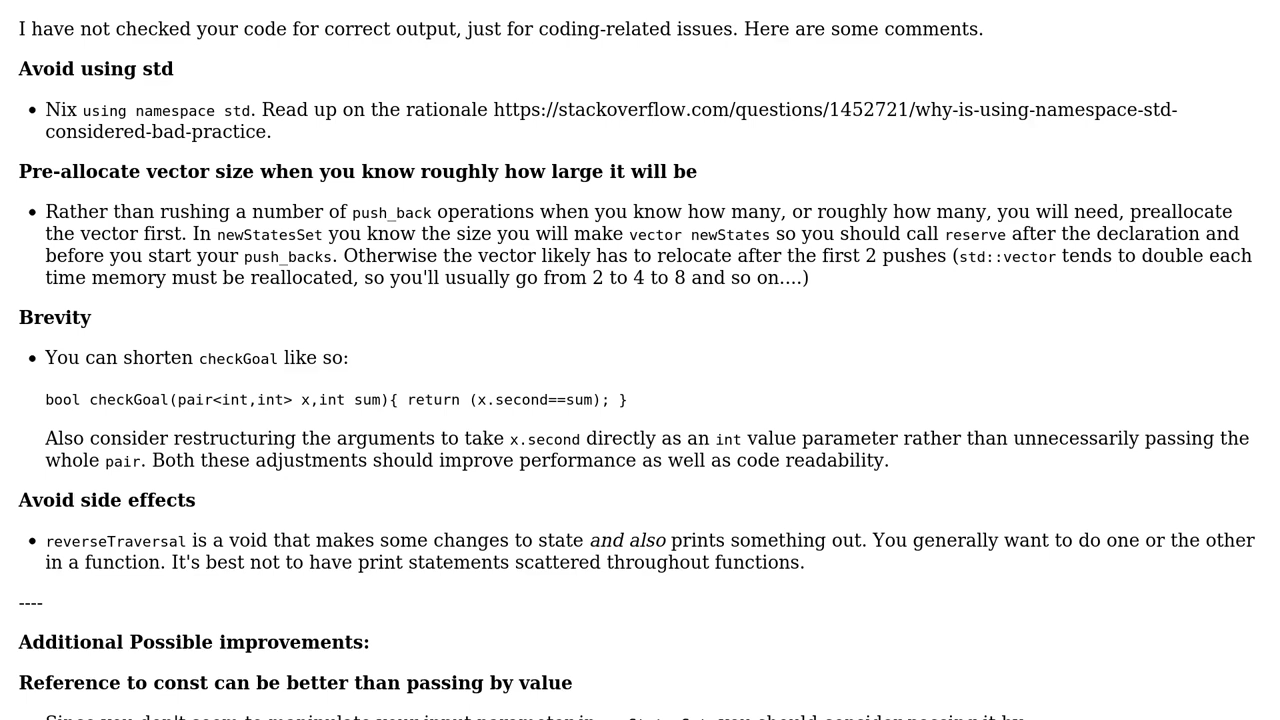 I have not checked your code for correct output, just for coding-related issues. Here are some comments.
Avoid using std
• Nix using namespace std. Read up on the rationale https://stackoverflow.com/questions/1452721/why-is-using-namespace-std-
considered-bad-practice.
Pre-allocate vector size when you know roughly how large it will be
• Rather than rushing a number of push_back operations when you know how many, or roughly how many, you will need, preallocate
the vector first. In newStatesSet you know the size you will make vector newStates so you should call reserve after the declaration and
before you start your push_backs. Otherwise the vector likely has to relocate after the first 2 pushes (std::vector tends to double each
time memory must be reallocated, so you'll usually go from 2 to 4 to 8 and so on....)
Brevity
• You can shorten checkGoal like so:
bool checkGoal(pair<int,int> x,int sum){ return (x.second==sum); }
Also consider restructuring the arguments to take x.second directly as an int value parameter rather than unnecessarily passing the
whole pair. Both these adjustments should improve performance as well as code readability.
Avoid side effects
• reverseTraversal is a void that makes some changes to state and also prints something out. You generally want to do one or the other
in a function. It's best not to have print statements scattered throughout functions.
----
Additional Possible improvements:
Reference to const can be better than passing by value